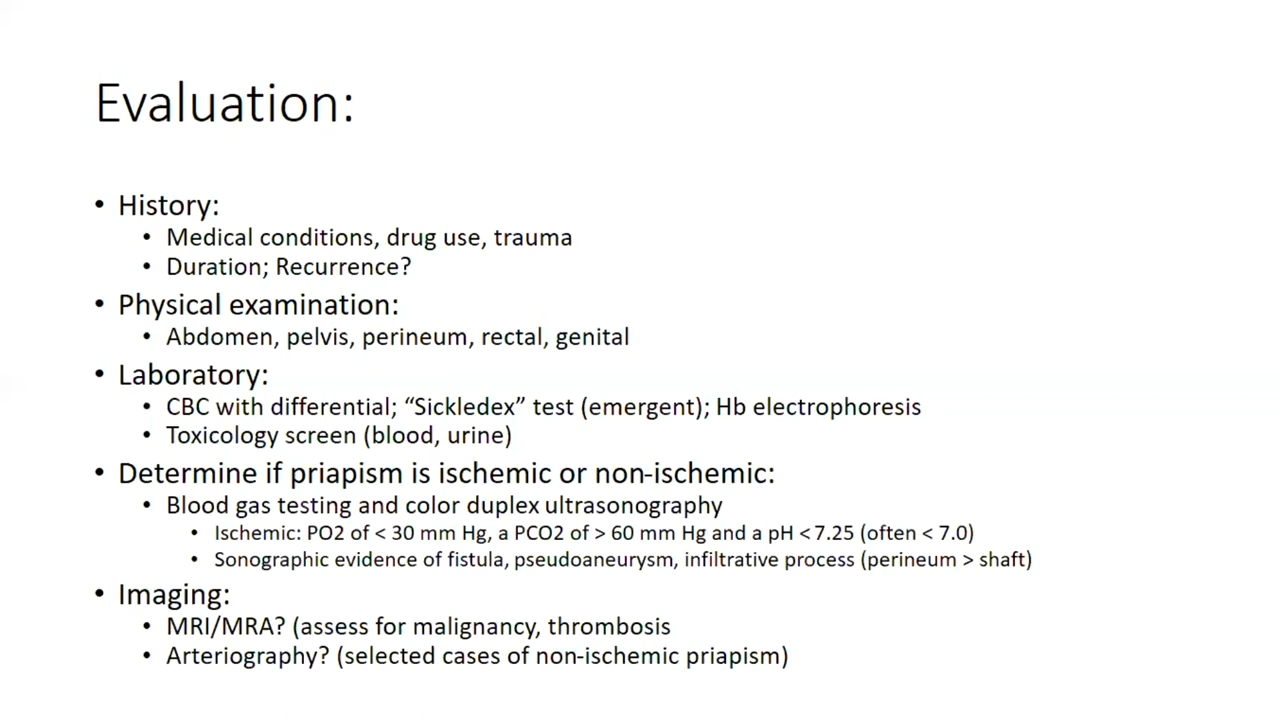 Evaluation:
• History:
• Medical conditions, drug use, trauma
• Duration; Recurrence?
• Physical examination:
• Abdomen, pelvis, perineum, rectal, genital
• Laboratory:
• CBC with differential; “Sickledex” test (emergent); Hb electrophoresis
• Toxicology screen (blood, urine)
• Determine if priapism is ischemic or non-ischemic:
• Blood gas testing and color duplex ultrasonography
• Ischemic: PO2 of < 30 mm Hg, a PCO2 of > 60 mm Hg and a pH < 7.25 (often < 7.0)
• Sonographic evidence of fistula, pseudoaneurysm, infiltrative process (perineum > shaft)
• Imaging:
• MRI/MRA? (assess for malignancy, thrombosis
• Arteriography? (selected cases of non-ischemic priapism)